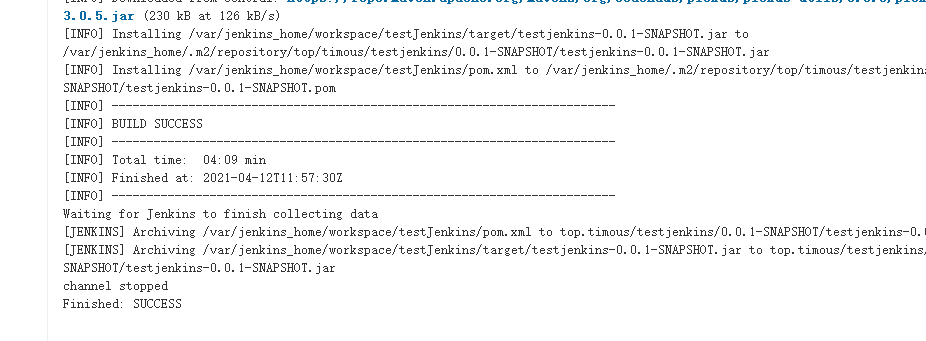 3.0.5.jar (230 kB at 126 kB/s)
[INFO] Installing /var/jenkins_home/workspace/testJenkins/target/testjenkins-0.0.1-SNAPSHOT.jar to
/var/jenkins_home/.m2/repository/top/timous/testjenkins/0.0.1-SNAPSHOT/testjenkins-0.0.1-SNAPSHOT.jar
[INFO] Installing /var/jenkins_home/workspace/testJenkins/pom.xml to /var/jenkins_home/.m2/repository/top/timous/testjenkins
SNAPSHOT/testjenkins-0.0.1-SNAPSHOT.pom
[INFO] ------------------------------------------------------------------------
[INFO] BUILD SUCCESS
[INFO] ------------------------------------------------------------------------
[INFO] Total time:  04:09 min
[INFO] Finished at: 2021-04-12T11:57:30Z
[INFO] ------------------------------------------------------------------------
Waiting for Jenkins to finish collecting data
[JENKINS] Archiving /var/jenkins_home/workspace/testJenkins/pom.xml to top.timous/testjenkins/0.0.1-SNAPSHOT/testjenkins-0.0
[JENKINS] Archiving /var/jenkins_home/workspace/testJenkins/target/testjenkins-0.0.1-SNAPSHOT.jar to top.timous/testjenkins/
SNAPSHOT/testjenkins-0.0.1-SNAPSHOT.jar
channel stopped
Finished: SUCCESS